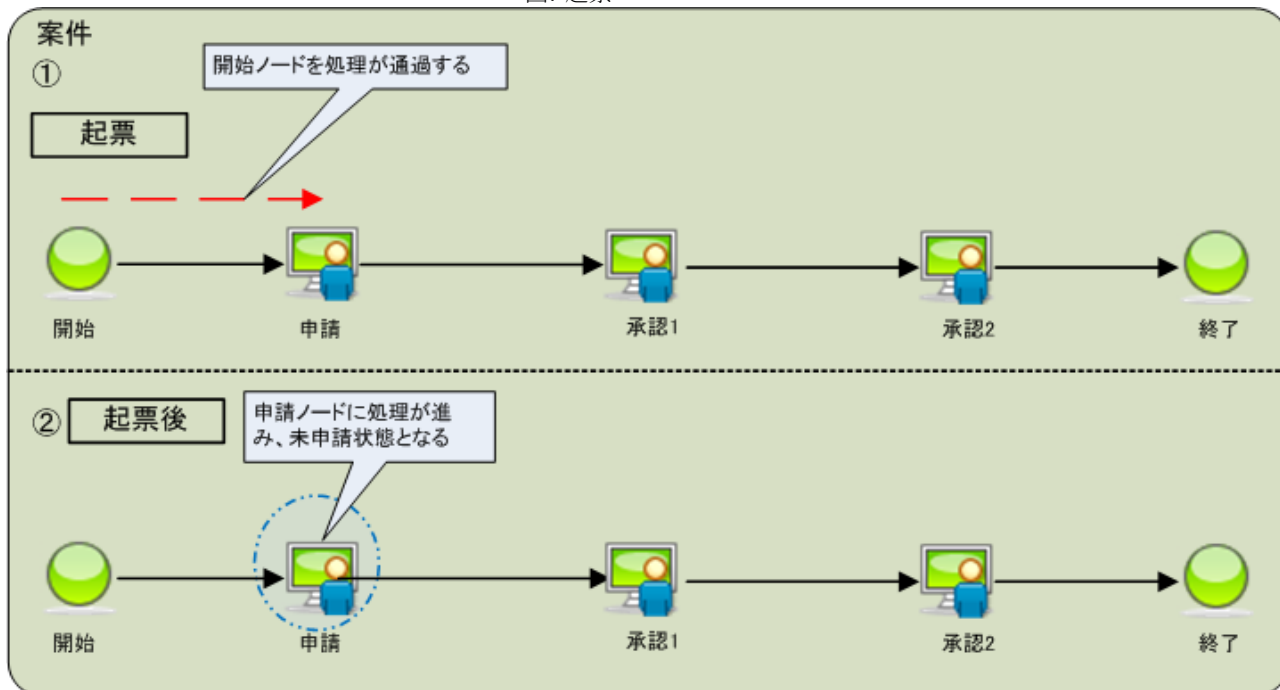 案件
①
開始ノードを処理が通過する
起票
開始
申請
承認1
承認2
終了
②
起票後
申請ノードに処理が進
み、未申請状態となる
開始
申請
承認1
承認2
終了